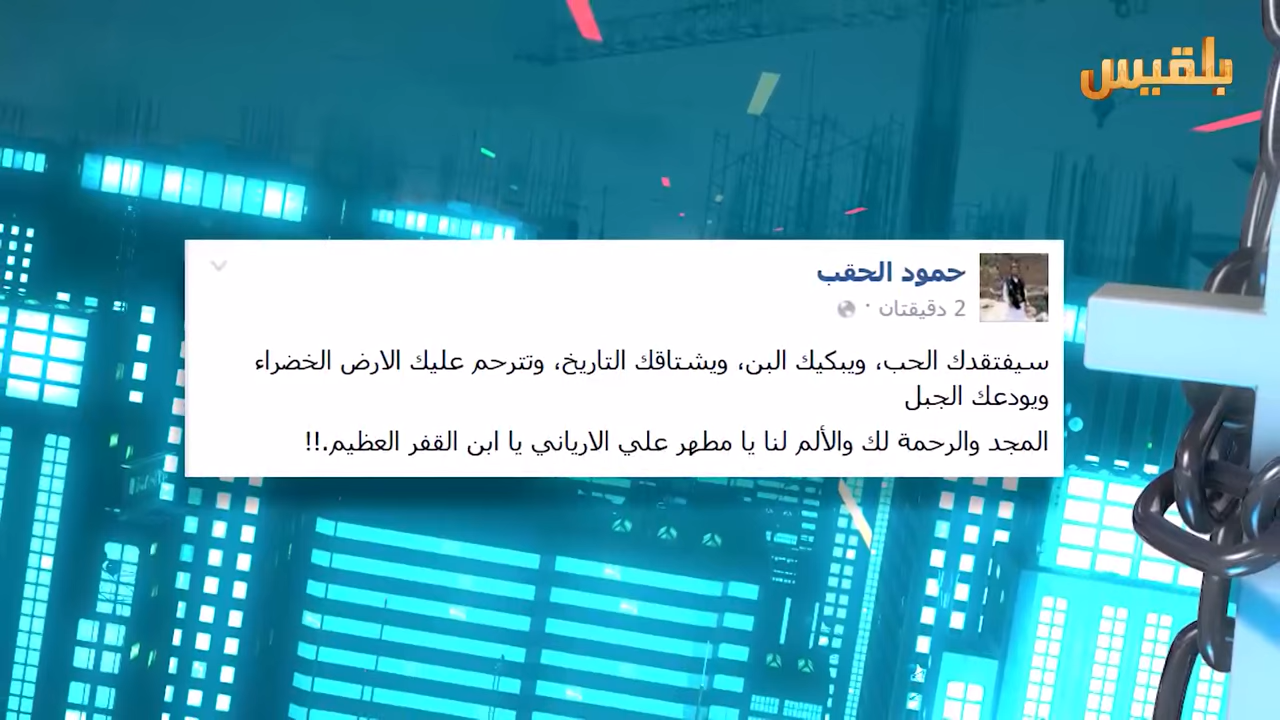 بلقيس
حمود الحقب
2 دقيقتان ·
سيفتقدك الحب، ويبكيك البن، ويشتاقك التاريخ، وتترحم عليك الارض الخضراء
ويودعك الجبل
المجد والرحمة لك والألم لنا يا مطهر علي الارياني يا ابن القفر العظيم.!!